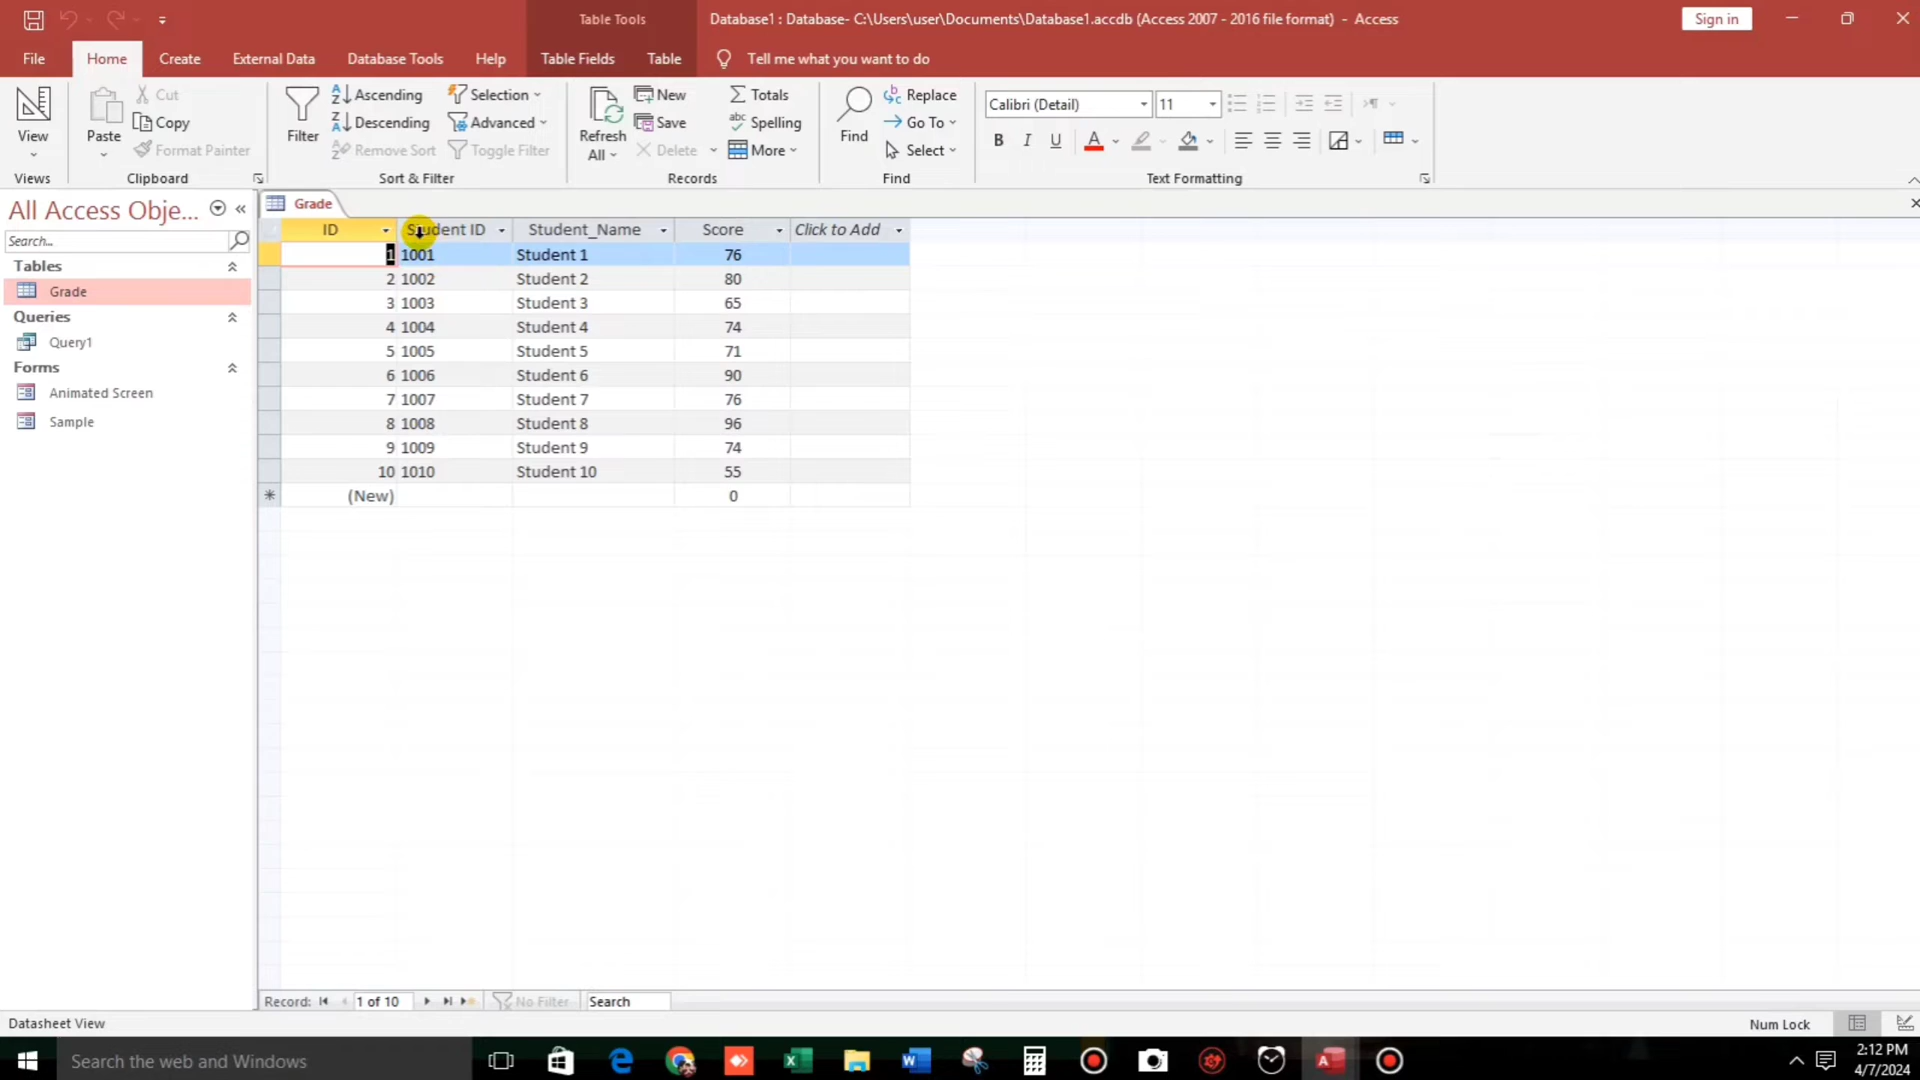 Table Tools
Database1 : Database- C:\Users\user\Documents\Database1.accdb (Access 2007 - 2016 file format) - Access
Sign in
File
Home
Create
External Data
Database Tools
Help
Table Fields
Table
Tell me what you want to do
View
Views
Paste
Cut
Copy
Format Painter
Clipboard
Filter
Ascending
Descending
Remove Sort
Selection
Advanced
Toggle Filter
Sort & Filter
Refresh
All
New
Save
Delete
Totals
Spelling
More
Records
Find
Replace
Go To
Select
Find
Calibri (Detail)
11
B I U
Text Formatting
All Access Obje...
Search...
Tables
Grade
Queries
Query1
Forms
Animated Screen
Sample
Grade
ID Student ID Student_Name Score Click to Add
1 1001 Student 1 76
2 1002 Student 2 80
3 1003 Student 3 65
4 1004 Student 4 74
5 1005 Student 5 71
6 1006 Student 6 90
7 1007 Student 7 76
8 1008 Student 8 96
9 1009 Student 9 74
10 1010 Student 10 55
(New) 0
Record: 1 of 10 No Filter Search
Datasheet View
Num Lock
Search the web and Windows
2:12 PM
4/7/2024